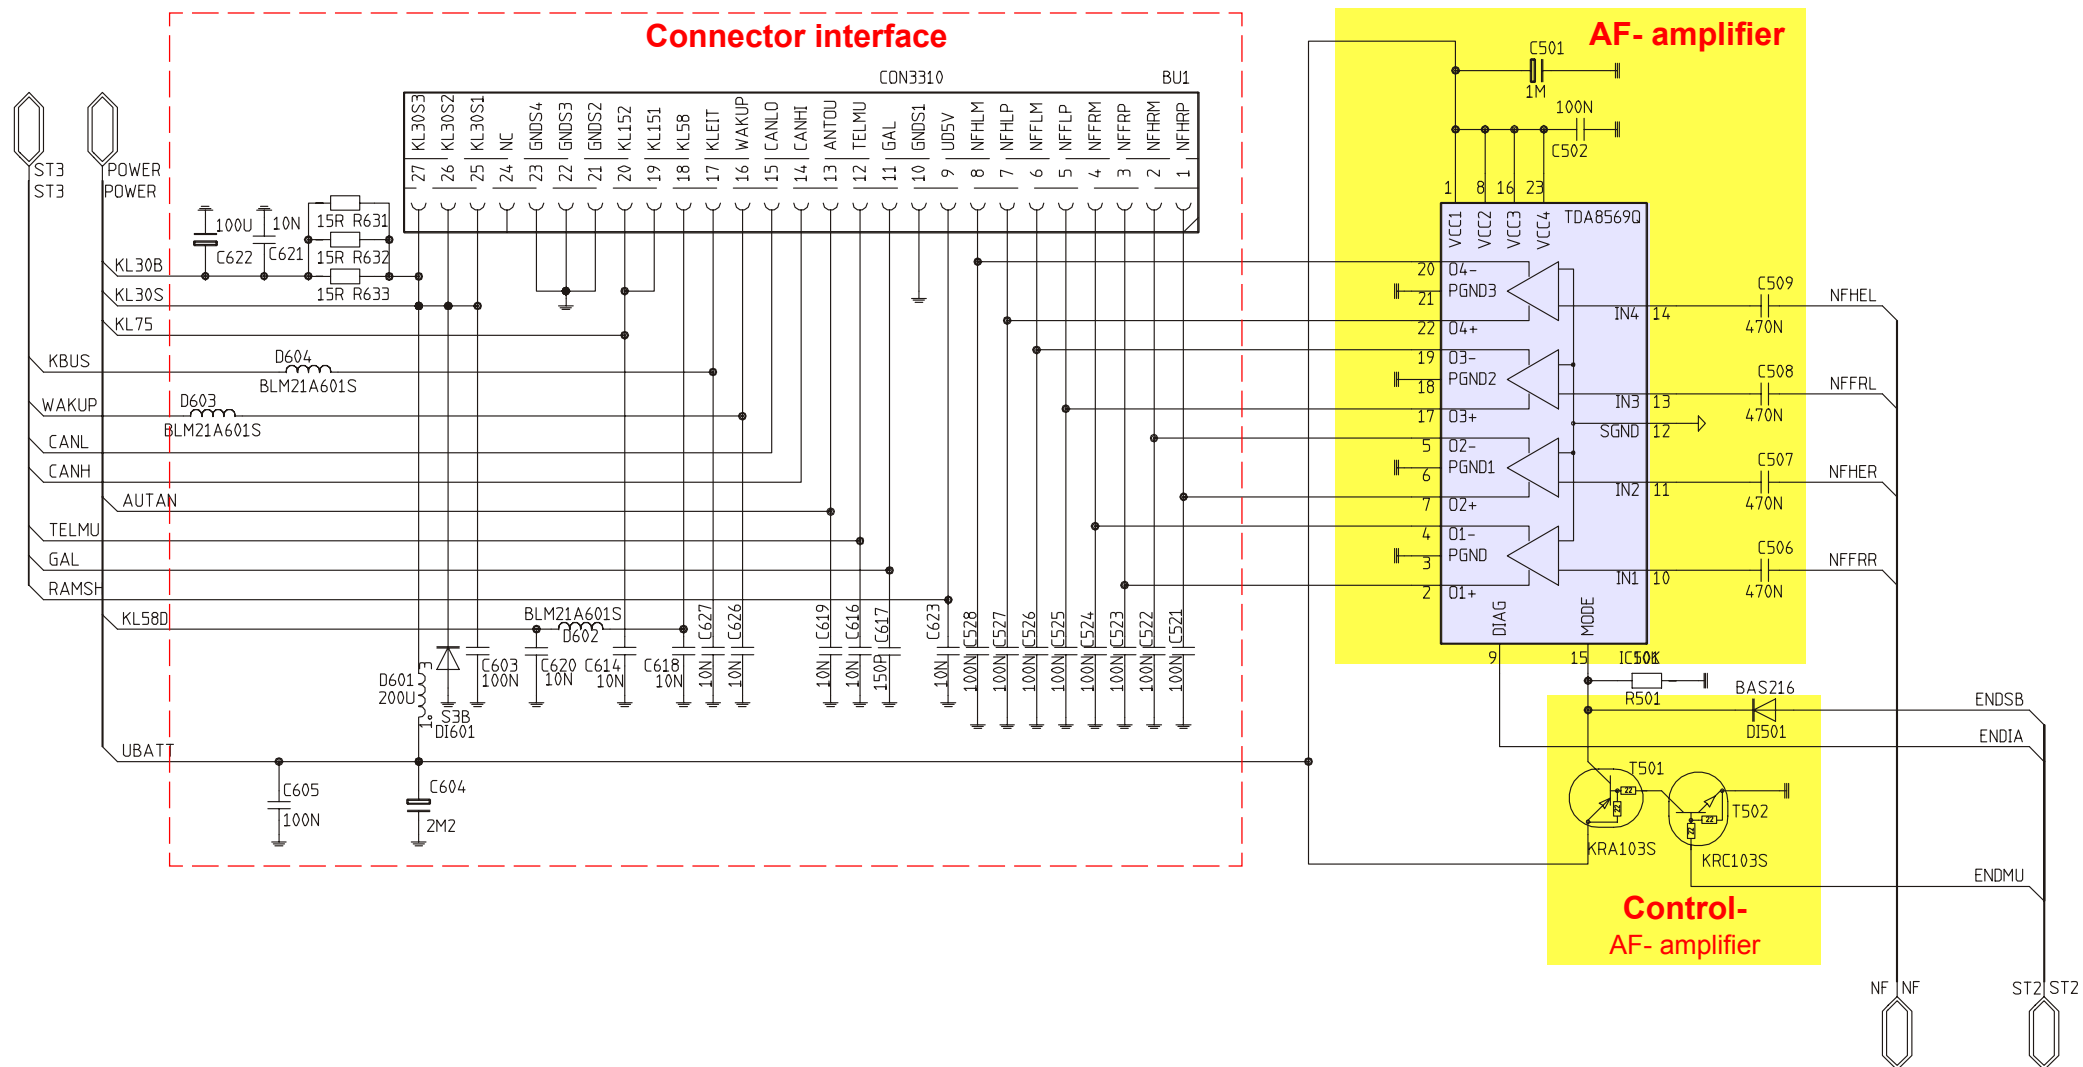 Connector interface
AF- amplifier
CON3310
BU1
KL30S3
KL30S2
KL30S1
NC
GNDS4
GNDS3
GNDS2
KL152
KL151
KL58
KLEIT
WAKUP
CANLO
CANHI
ANTOU
TELMU
GAL
GNDS1
UD5V
NFHLM
NFHLP
NFFLM
NFFLP
NFFRM
NFFRP
NFHRM
NFHRP
27
26
25
24
23
22
21
20
19
18
17
16
15
14
13
12
11
10
9
8
7
6
5
4
3
2
1
ST3
ST3
POWER
POWER
100U
C622
10N
C621
15R R631
15R R632
15R R633
KL30B
KL30S
KL75
KBUS
D604
BLM21A601S
WAKUP
D603
BLM21A601S
CANL
CANH
AUTAN
TELMU
GAL
RAMSH
KL58D
BLM21A601S
D602
UBATT
D601
200U
3
1
S3B
DI601
C603
100N
C620
10N
C614
10N
C618
10N
C627
10N
C626
10N
C619
10N
C616
10N
C617
150P
C623
10N
C528
100N
C527
100N
C526
100N
C525
100N
C524
100N
C523
100N
C522
100N
C521
100N
C605
100N
C604
2M2
C501
1M
100N
C502
1
8
16
23
TDA8569Q
VCC1
VCC2
VCC3
VCC4
20 O4-
21 PGND3
22 O4+
19 O3-
18 PGND2
17 O3+
5 O2-
6 PGND1
7 O2+
4 O1-
3 PGND
2 O1+
IN4 14
IN3 13
SGND 12
IN2 11
IN1 10
DIAG
MODE
9
15
C509
470N
NFHEL
C508
470N
NFFRL
C507
470N
NFHER
C506
470N
NFFRR
R501
BAS216
DI501
ENDSB
ENDIA
T501
22
22
KRA103S
T502
22
22
KRC103S
ENDMU
Control-
AF- amplifier
NF NF
ST2 ST2